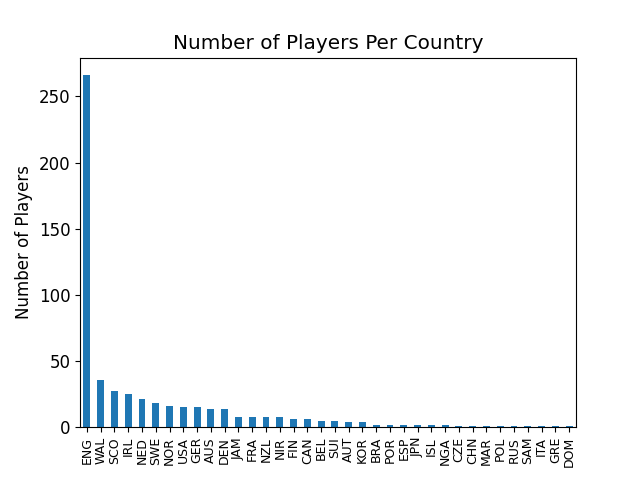 Number of Players Per Country
Number of Players
250
200
150
100
50
0
ENG WAL SCO IRL NED SWE NOR USA GER AUS DEN JAM FRA NZL NIR FIN CAN BEL SUI AUT KOR BRA POR ESP JPN ISL NGA CZE CHN MAR POL RUS SAM ITA GRE DOM